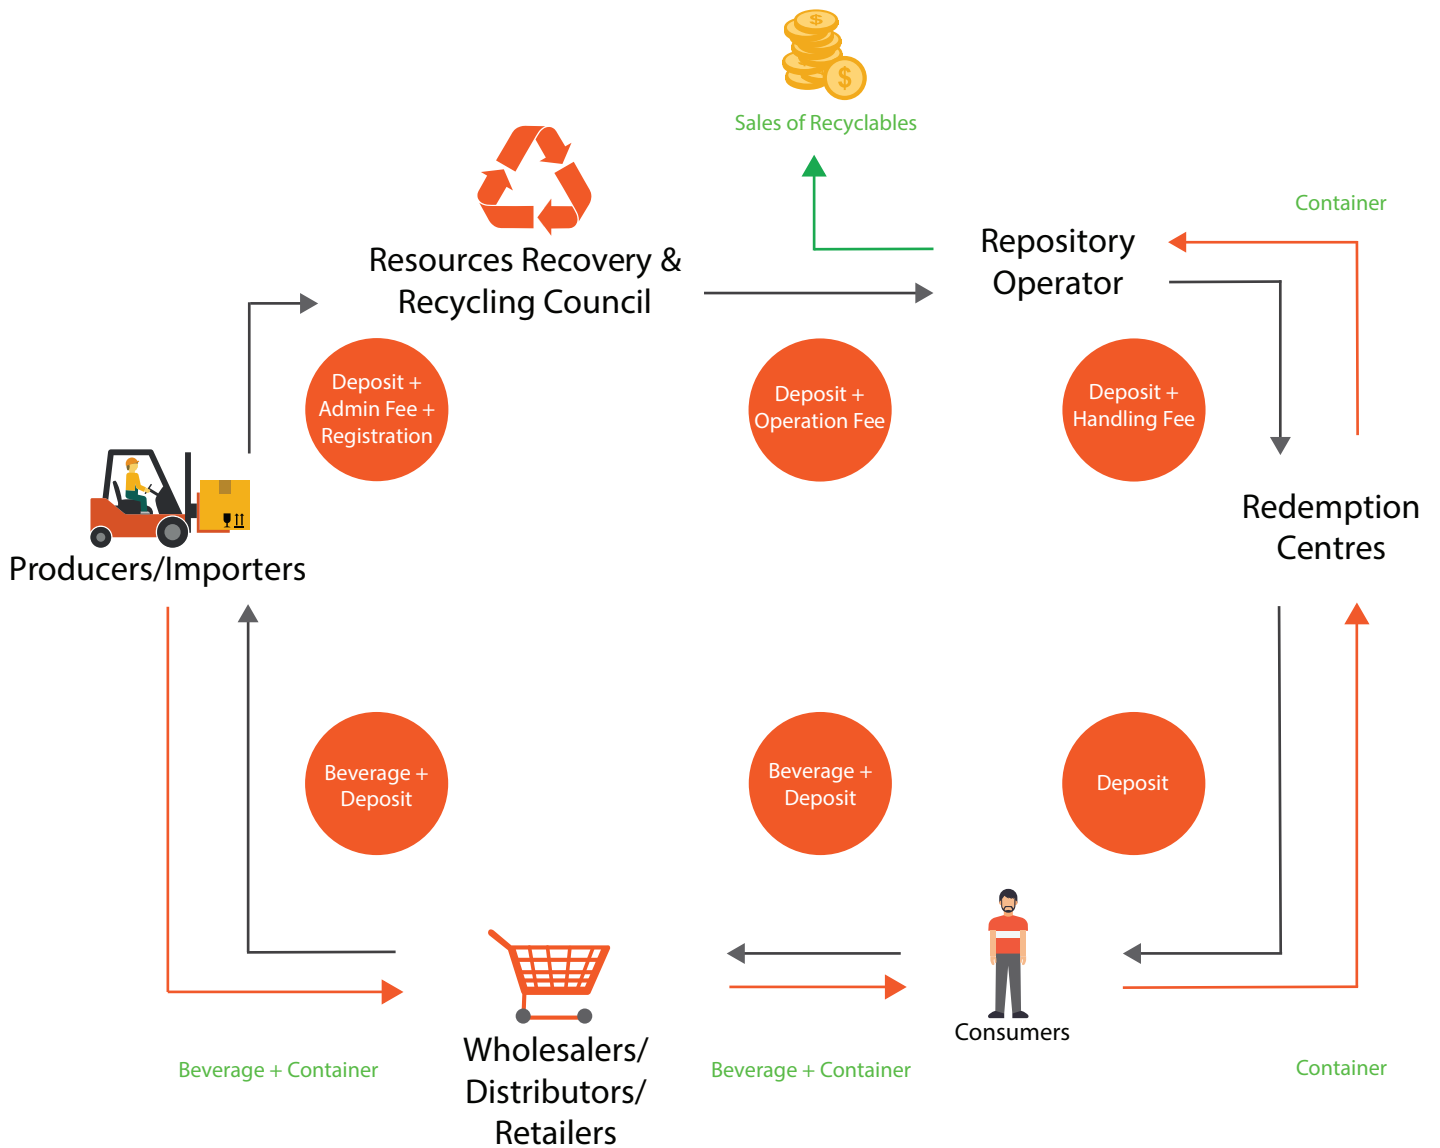 Sales of Recyclables
Container
Resources Recovery &
Recycling Council
Repository
Operator
Deposit +
Admin Fee +
Registration
Deposit +
Operation Fee
Deposit +
Handling Fee
Producers/Importers
Redemption
Centres
Beverage +
Deposit
Beverage +
Deposit
Deposit
Consumers
Wholesalers/
Distributors/
Retailers
Beverage + Container
Beverage + Container
Container